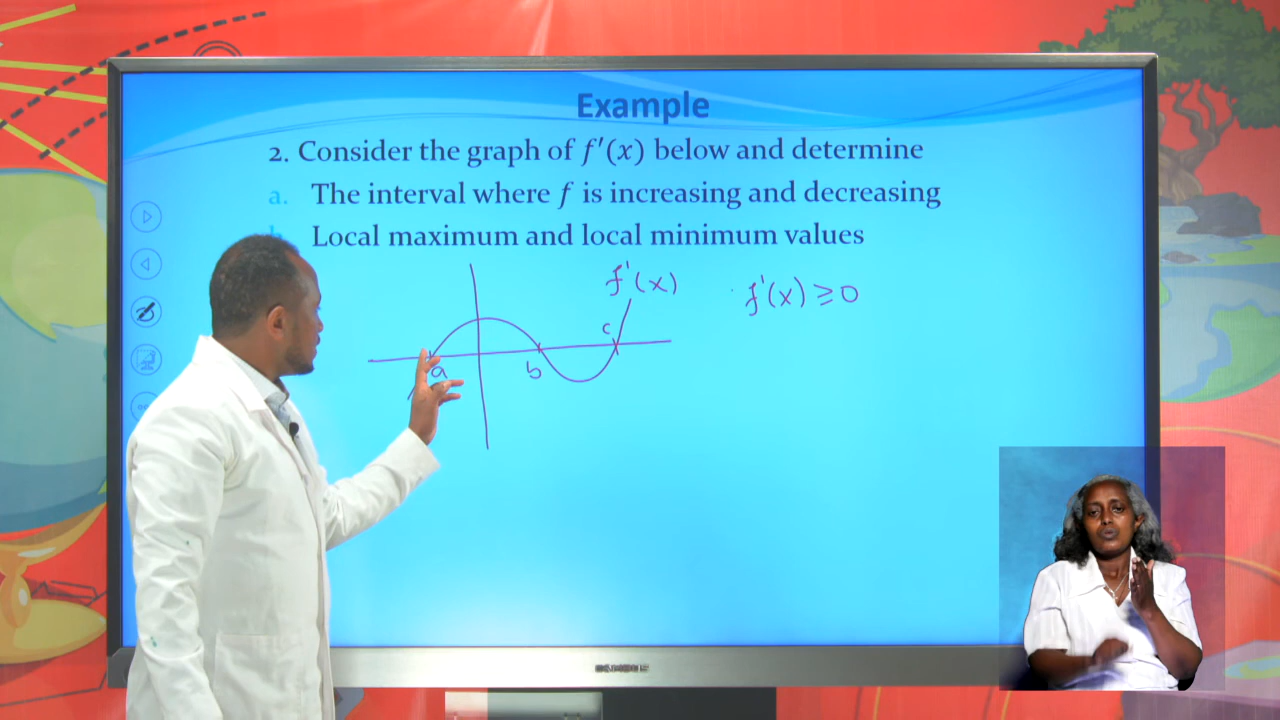 Example
2. Consider the graph of f′(x) below and determine
a. The interval where f is increasing and decreasing
Local maximum and local minimum values
f'(x)
f'(x) ≥ 0
c
a
b